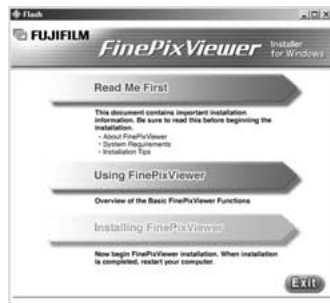 Flash
FUJIFILM
FinePixViewer
Installer
for Windows
Read Me First
This document contains important installation
information. Be sure to read this before beginning the
installation.
- About FinePixViewer
- System Requirements
- Installation Tips
Using FinePixViewer
Overview of the Basic FinePixViewer Functions
Installing FinePixViewer
Now begin FinePixViewer installation. When installation
is completed, restart your computer.
Exit